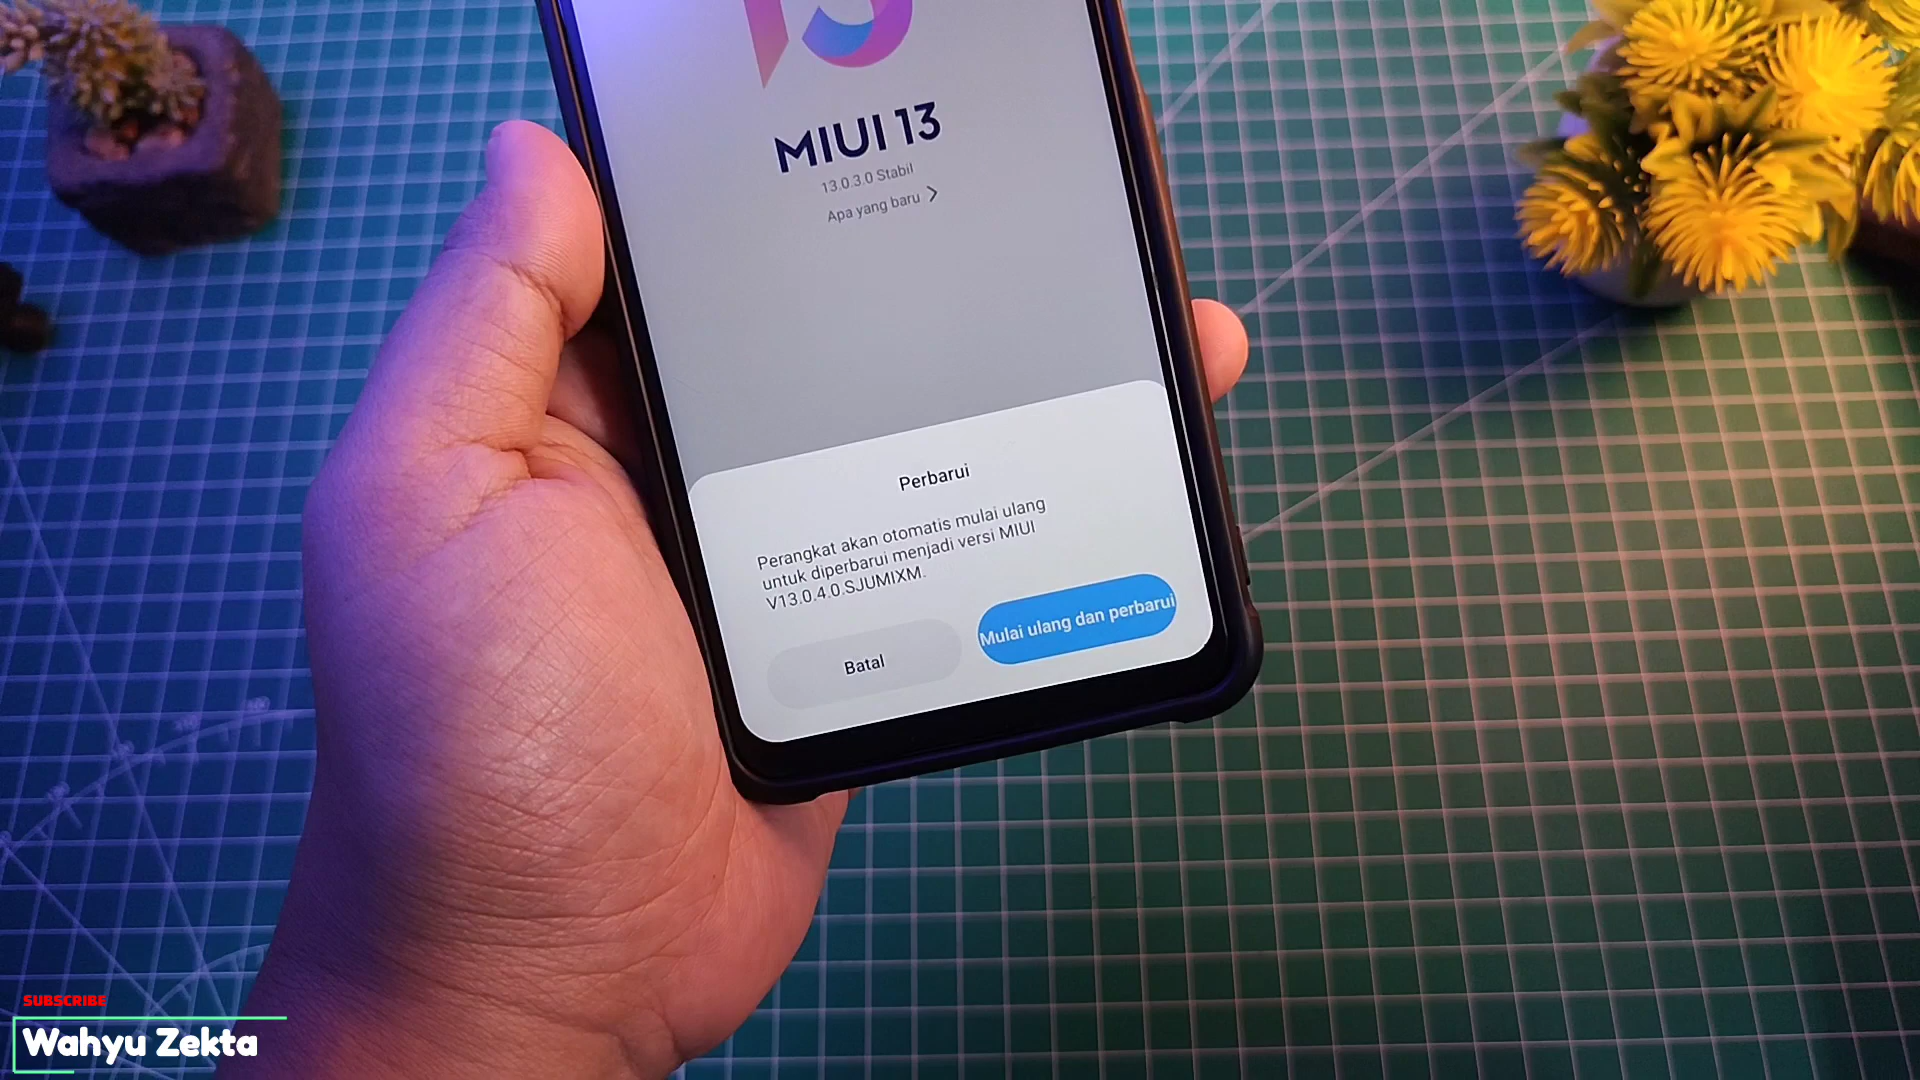 13
MIUI 13
13.0.3.0 Stabil
Apa yang baru >
Perbarui
Perangkat akan otomatis mulai ulang
untuk diperbarui menjadi versi MIUI
V13.0.4.0.SJUMIXM.
Batal
Mulai ulang dan perbarui
SUBSCRIBE
Wahyu Zekta